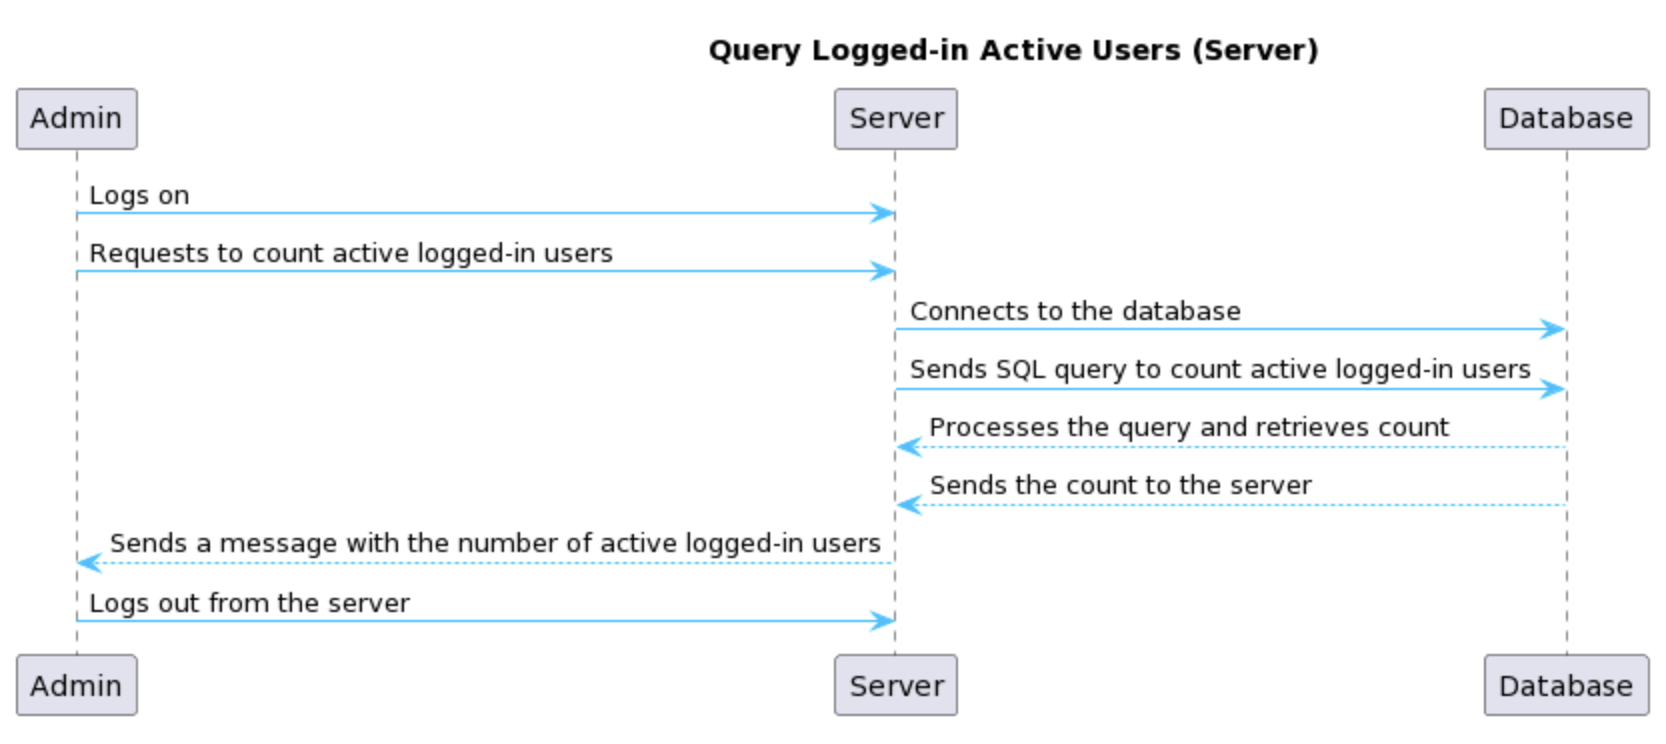 Query Logged-in Active Users (Server)
Admin
Server
Database
Logs on
Requests to count active logged-in users
Connects to the database
Sends SQL query to count active logged-in users
Processes the query and retrieves count
Sends the count to the server
Sends a message with the number of active logged-in users
Logs out from the server
Admin
Server
Database